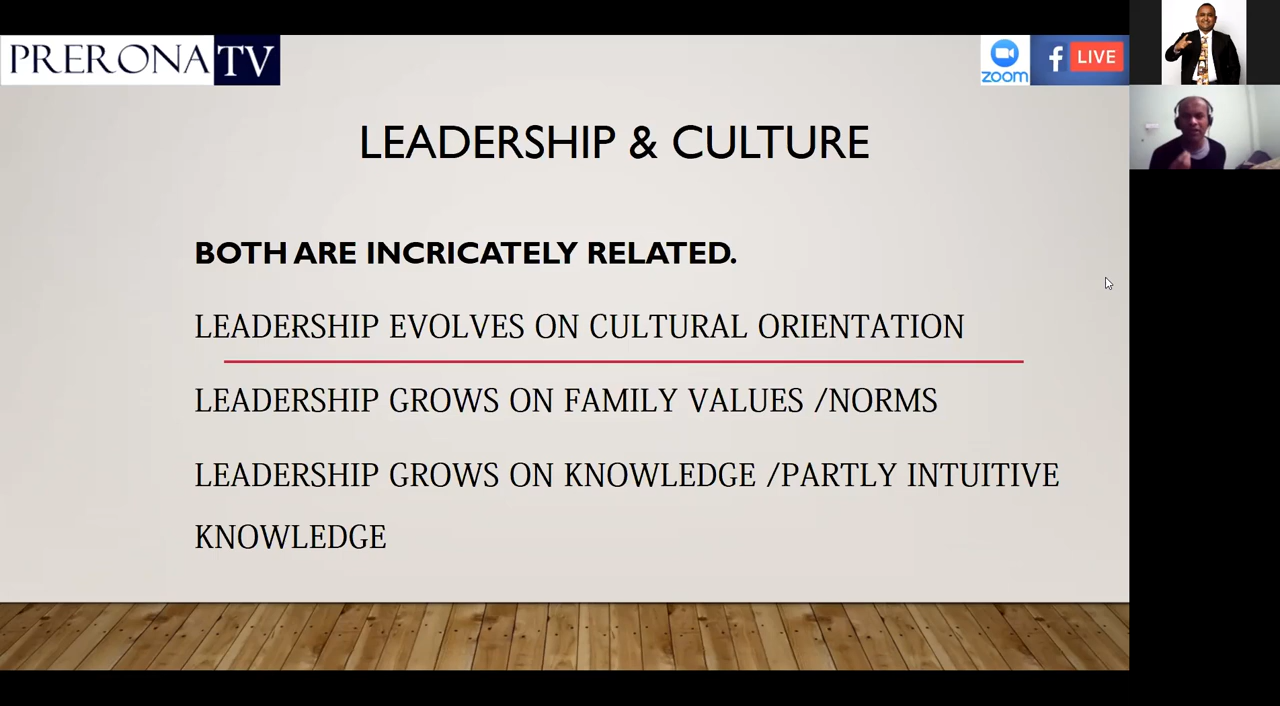 PRERONA TV
zoom
f LIVE
LEADERSHIP & CULTURE
BOTH ARE INCRICATELY RELATED.
LEADERSHIP EVOLVES ON CULTURAL ORIENTATION
LEADERSHIP GROWS ON FAMILY VALUES /NORMS
LEADERSHIP GROWS ON KNOWLEDGE /PARTLY INTUITIVE
KNOWLEDGE